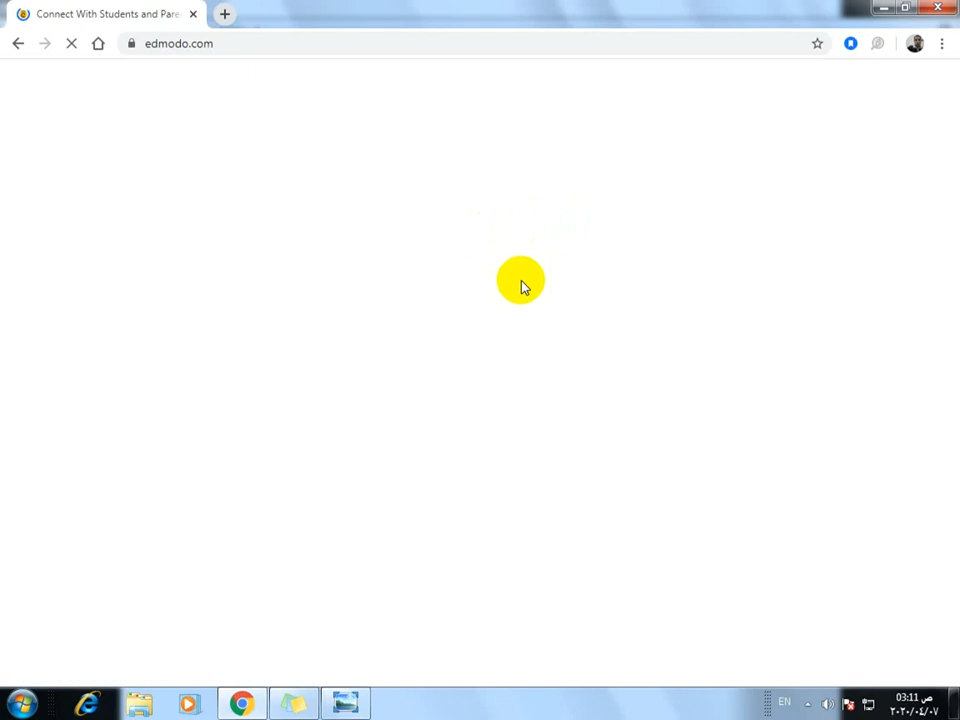 Connect With Students and Pare
edmodo.com
EN
03:11 ص
٢٠٢٠/٠٤/٠٧